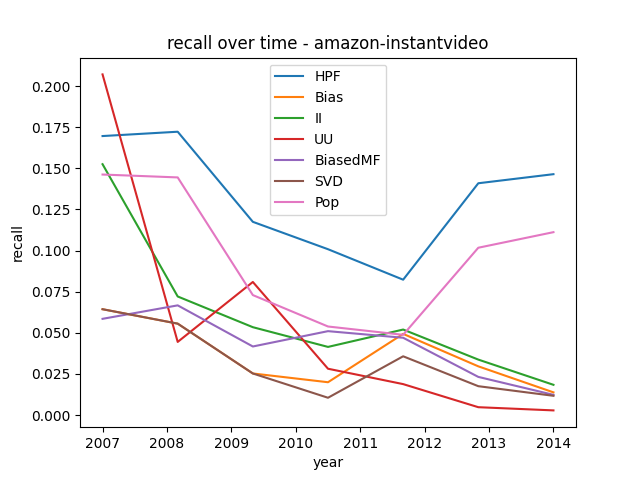 recall over time - amazon-instantvideo
HPF
Bias
II
UU
BiasedMF
SVD
Pop
0.200
0.175
0.150
0.125
0.100
0.075
0.050
0.025
0.000
recall
2007 2008 2009 2010 2011 2012 2013 2014
year